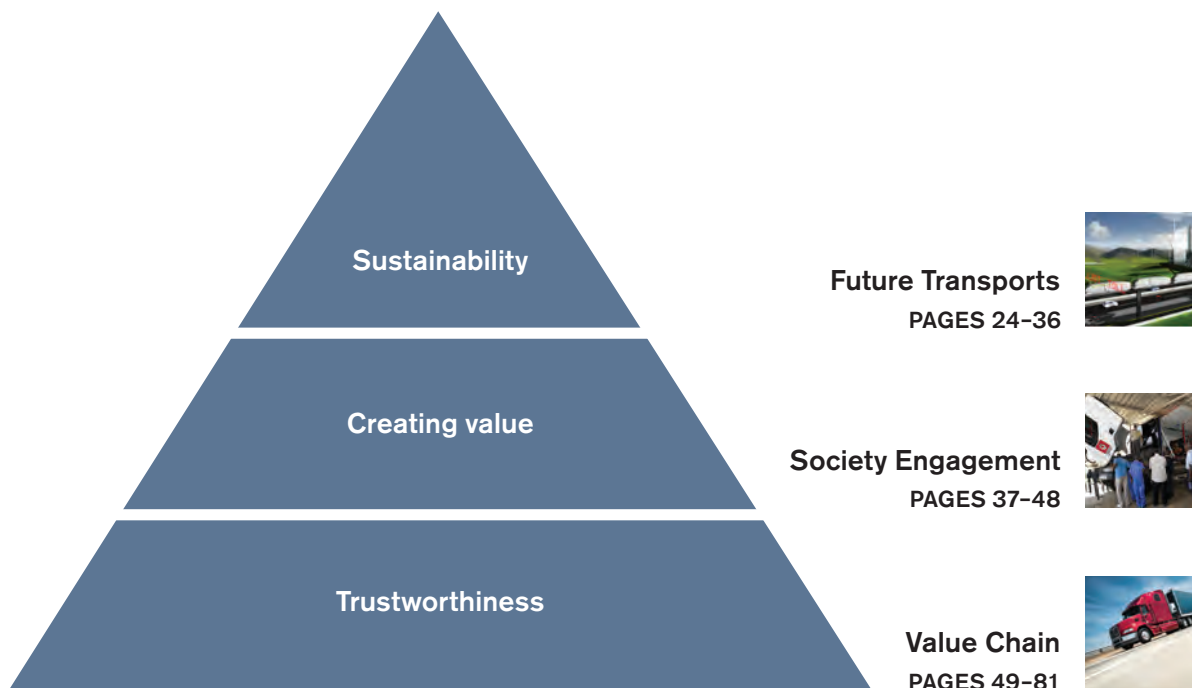 Sustainability
Future Transports
PAGES 24–36
Creating value
Society Engagement
PAGES 37–48
Trustworthiness
Value Chain
PAGES 49–81